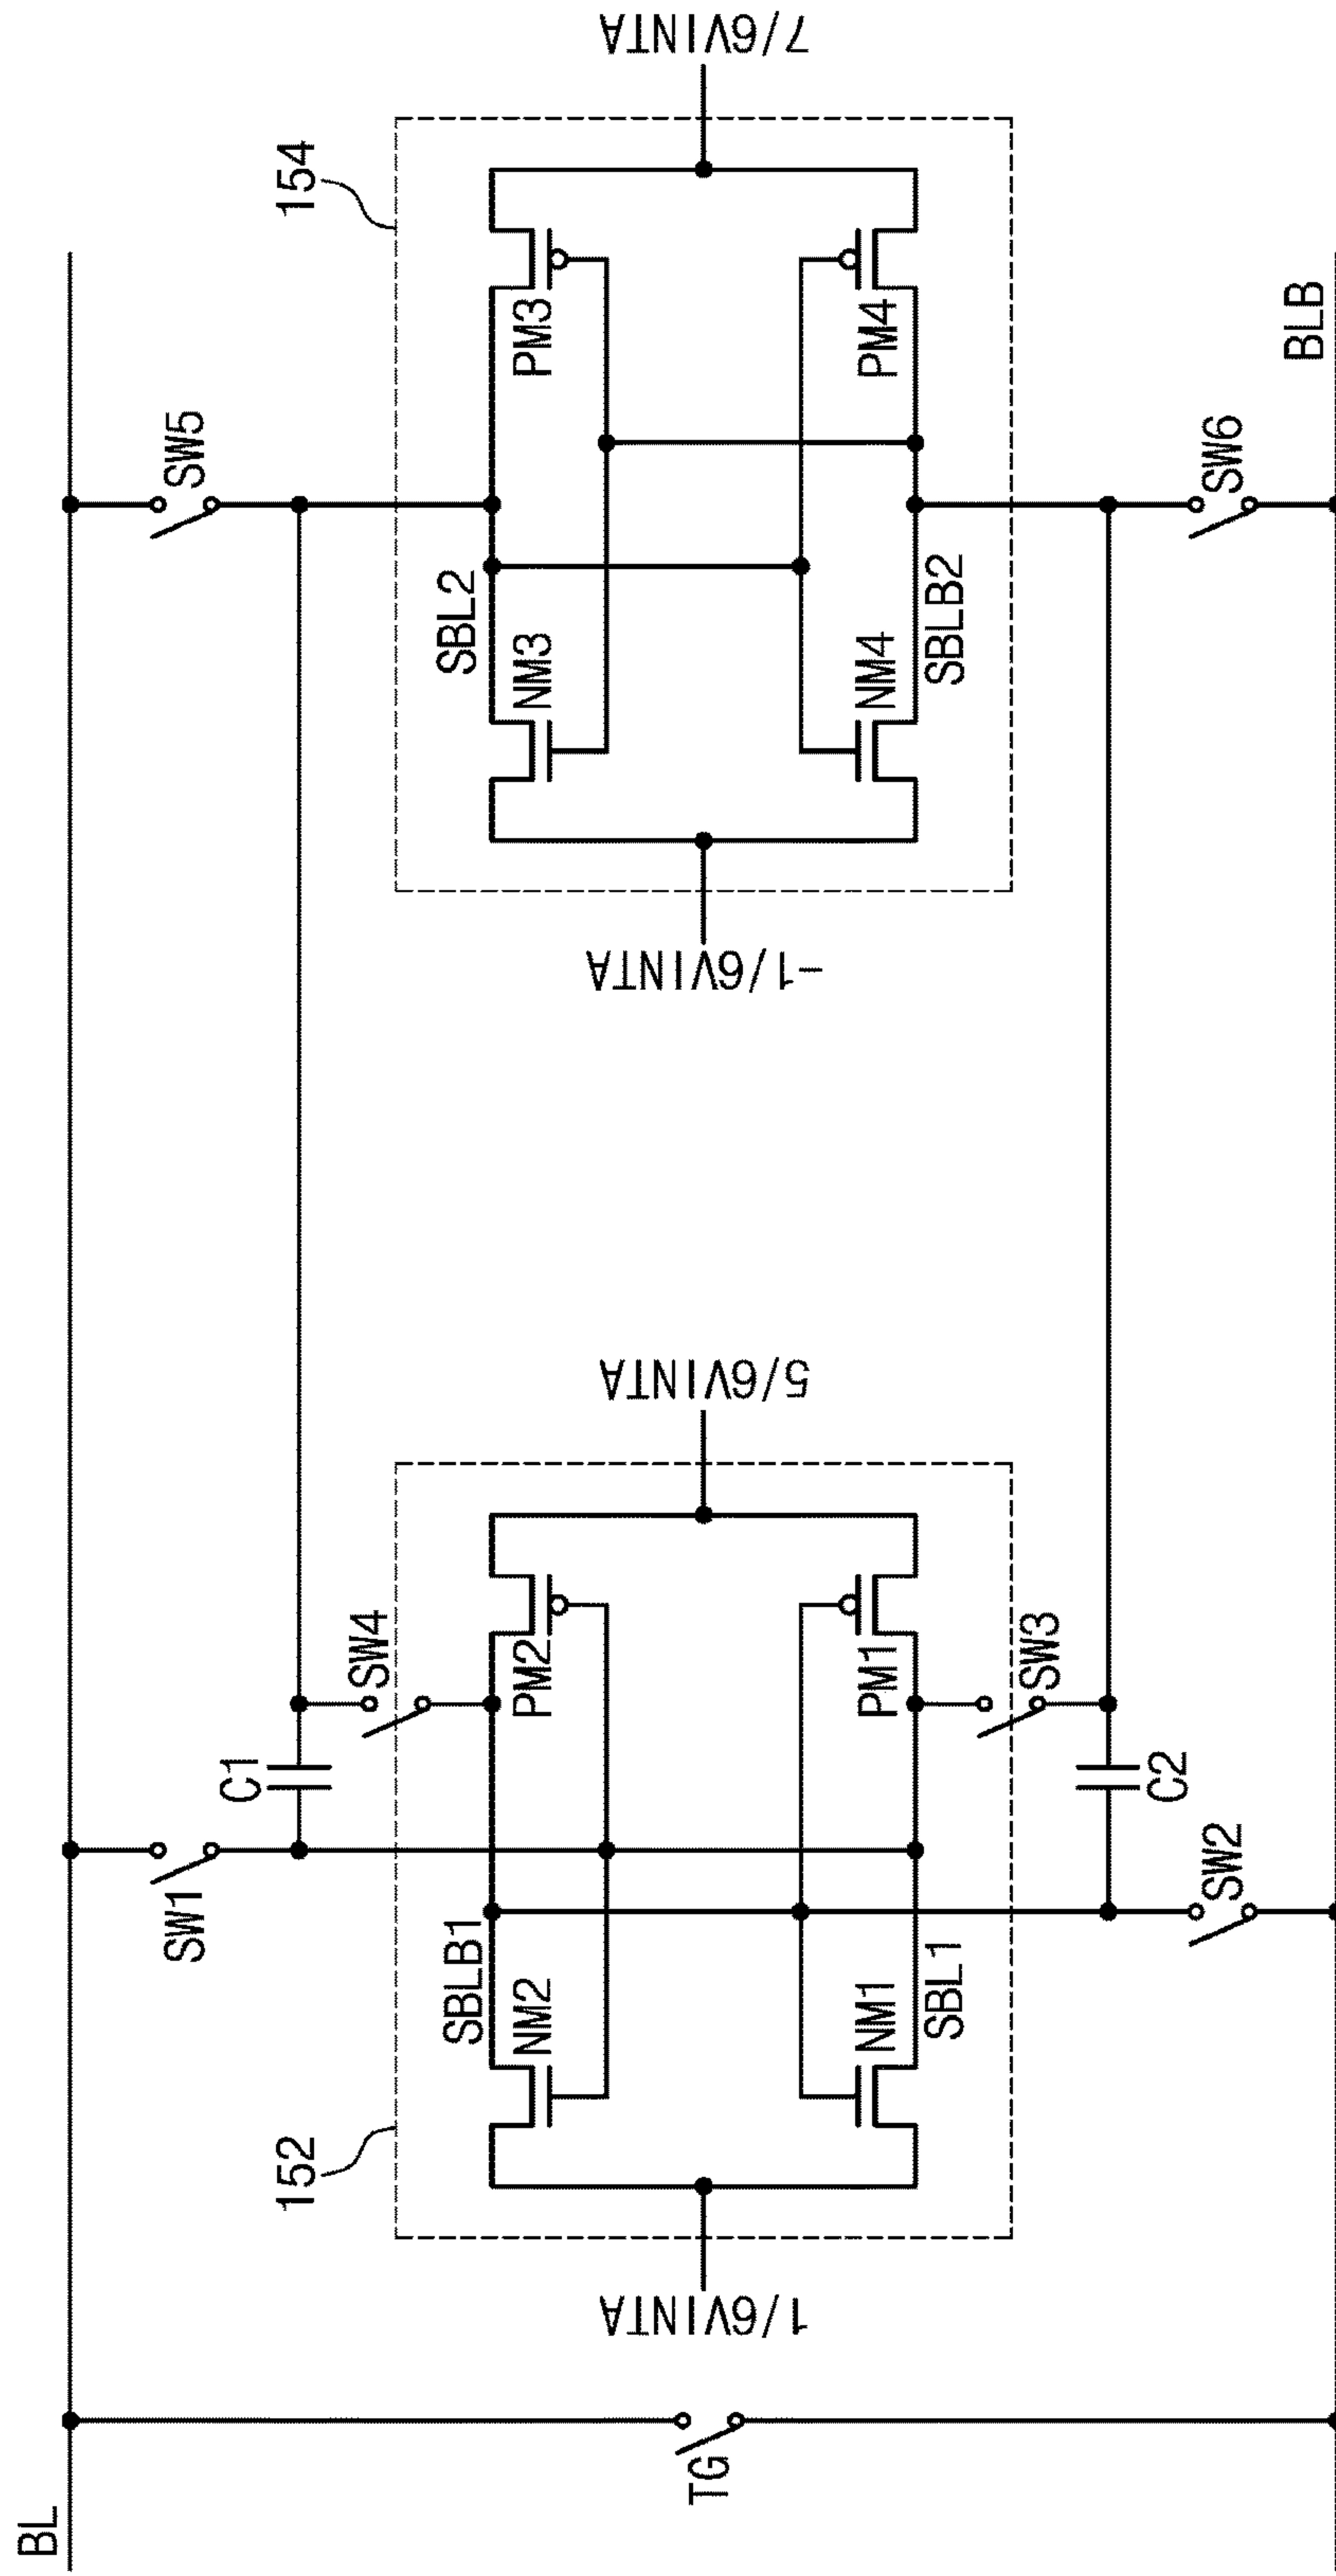 BL
SW1
SW5
C1
152
154
SW4
SBLB1
SBL2
NM2
PM2
NM3
PM3
TG
1/6VINTA
5/6VINTA
-1/6VINTA
7/6VINTA
NM1
PM1
NM4
PM4
SBL1
SBLB2
SW3
C2
SW2
SW6
BLB